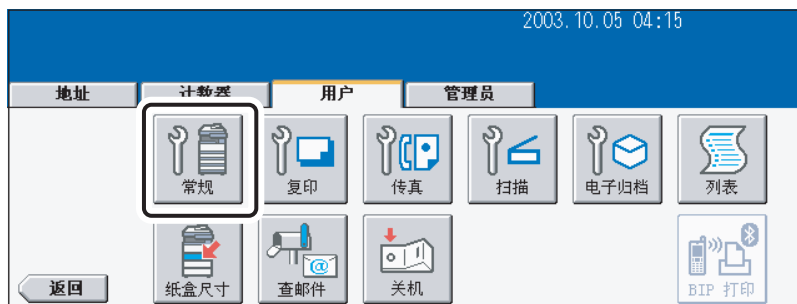 2003.10.05 04:15
地址 计数器 用户 管理员
常规 复印 传真 扫描 电子归档 列表
返回 纸盒尺寸 查邮件 关机 BIP 打印